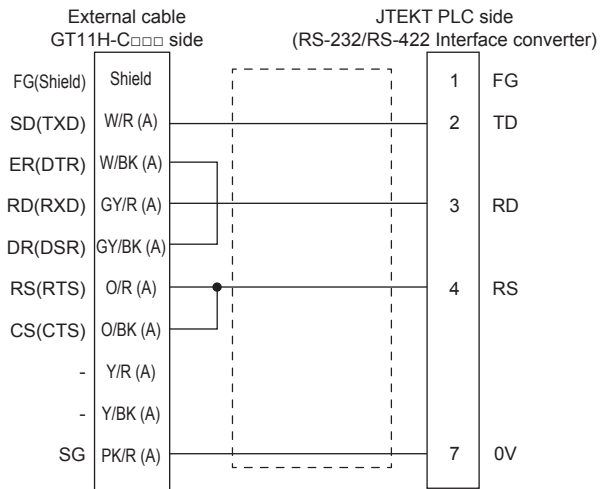 External cable
GT11H-C□□□ side
JTEKT PLC side
(RS-232/RS-422 Interface converter)
FG(Shield) Shield 1 FG
SD(TXD) W/R (A) 2 TD
ER(DTR) W/BK (A)
RD(RXD) GY/R (A) 3 RD
DR(DSR) GY/BK (A)
RS(RTS) O/R (A) 4 RS
CS(CTS) O/BK (A)
- Y/R (A)
- Y/BK (A)
SG PK/R (A) 7 0V